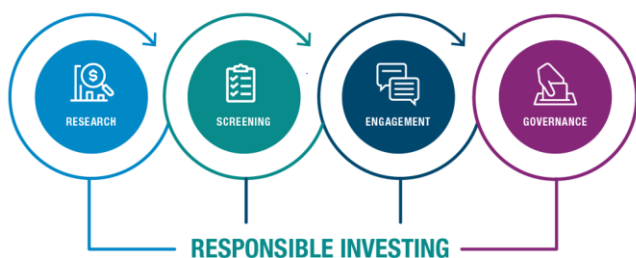 RESEARCH
SCREENING
ENGAGEMENT
GOVERNANCE
RESPONSIBLE INVESTING